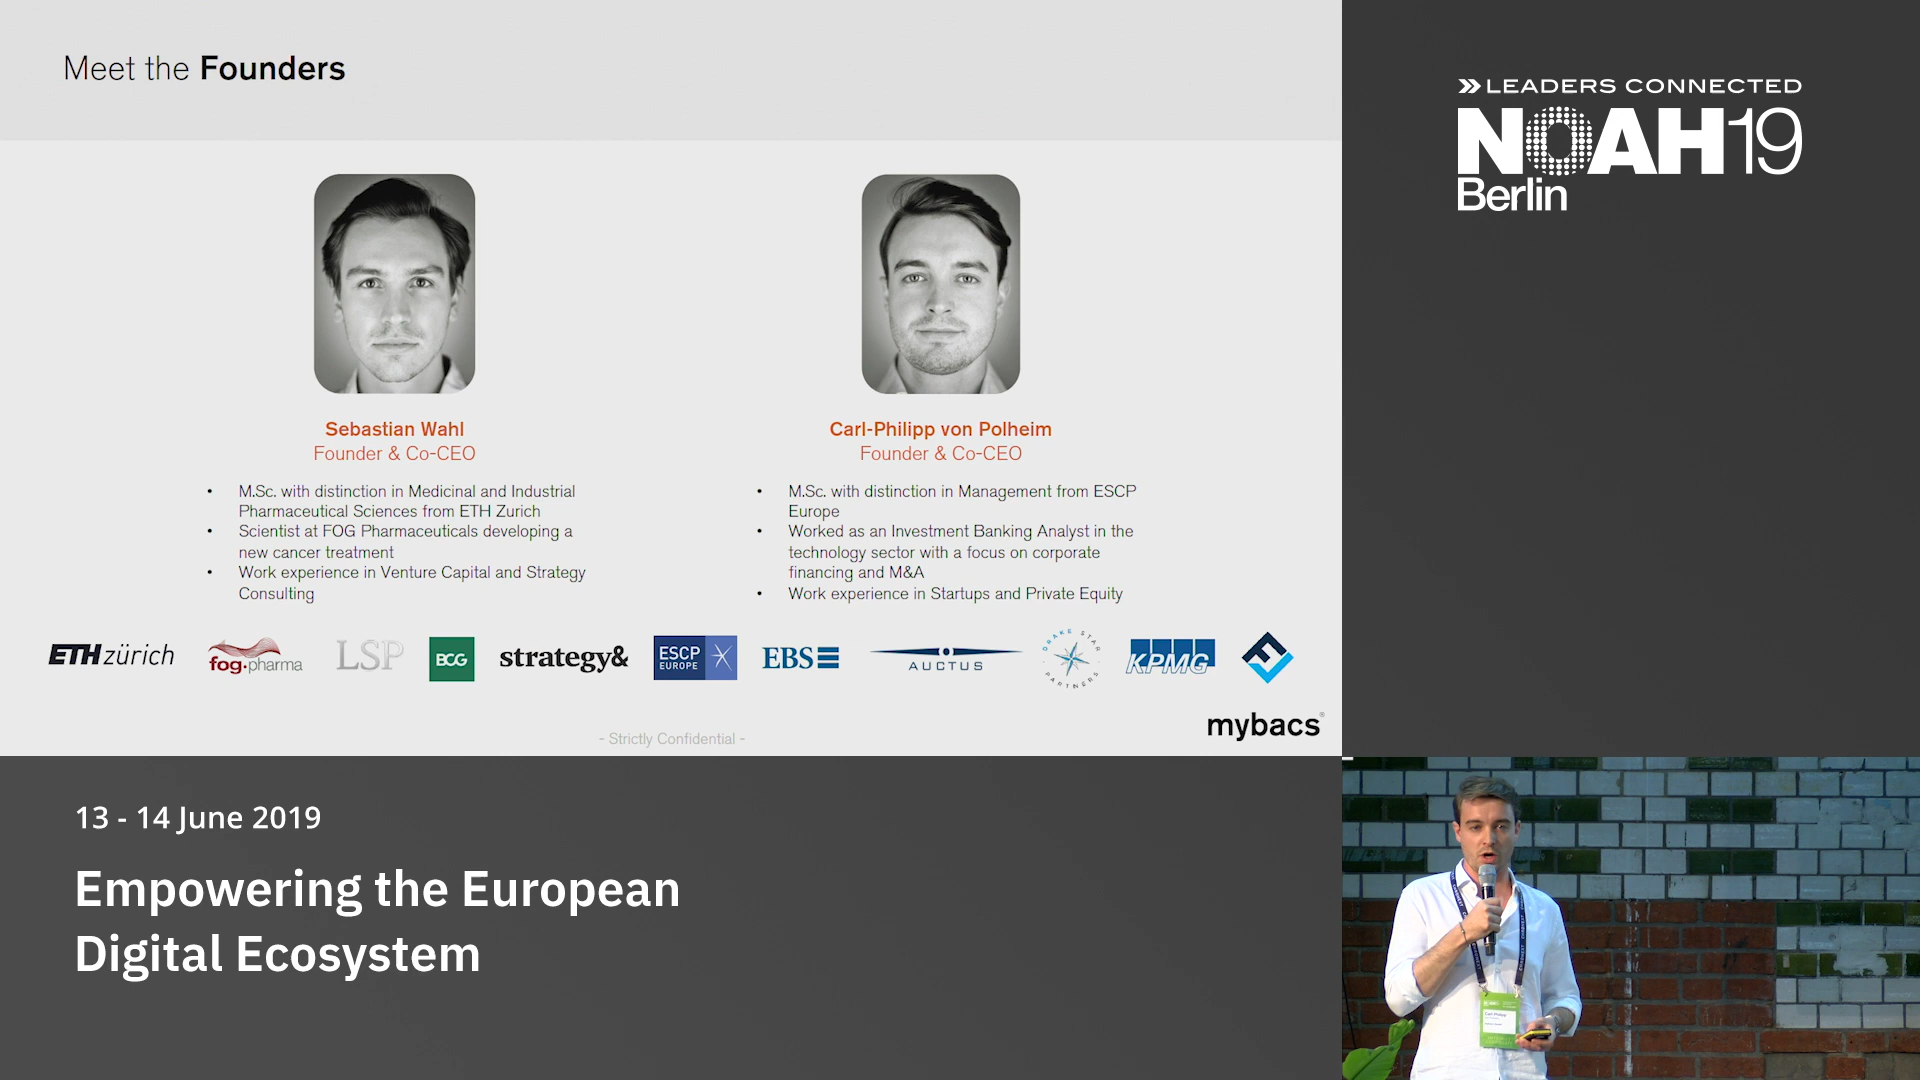 Meet the Founders
Sebastian Wahl
Founder & Co-CEO
• M.Sc. with distinction in Medicinal and Industrial
Pharmaceutical Sciences from ETH Zurich
• Scientist at FOG Pharmaceuticals developing a
new cancer treatment
• Work experience in Venture Capital and Strategy
Consulting
Carl-Philipp von Polheim
Founder & Co-CEO
• M.Sc. with distinction in Management from ESCP
Europe
• Worked as an Investment Banking Analyst in the
technology sector with a focus on corporate
financing and M&A
• Work experience in Startups and Private Equity
ETH zürich
fog·pharma
LSP
BCG
strategy&
ESCP
EUROPE
EBS
AUCTUS
DRAKE STAR
PARTNERS
KPMG
mybacs®
- Strictly Confidential -
LEADERS CONNECTED
NOAH19
Berlin
13 - 14 June 2019
Empowering the European
Digital Ecosystem
Carl Philipp